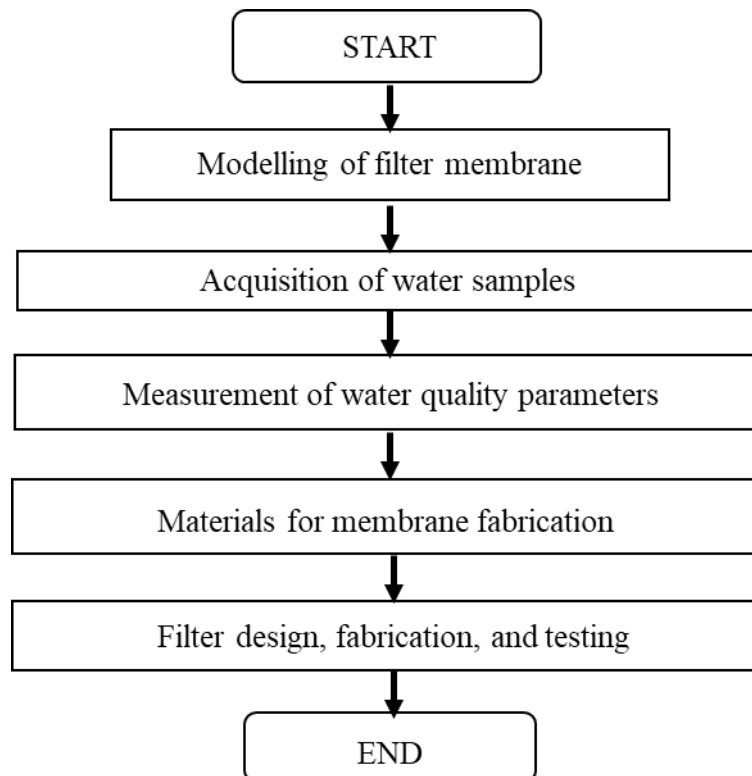 START
Modelling of filter membrane
Acquisition of water samples
Measurement of water quality parameters
Materials for membrane fabrication
Filter design, fabrication, and testing
END